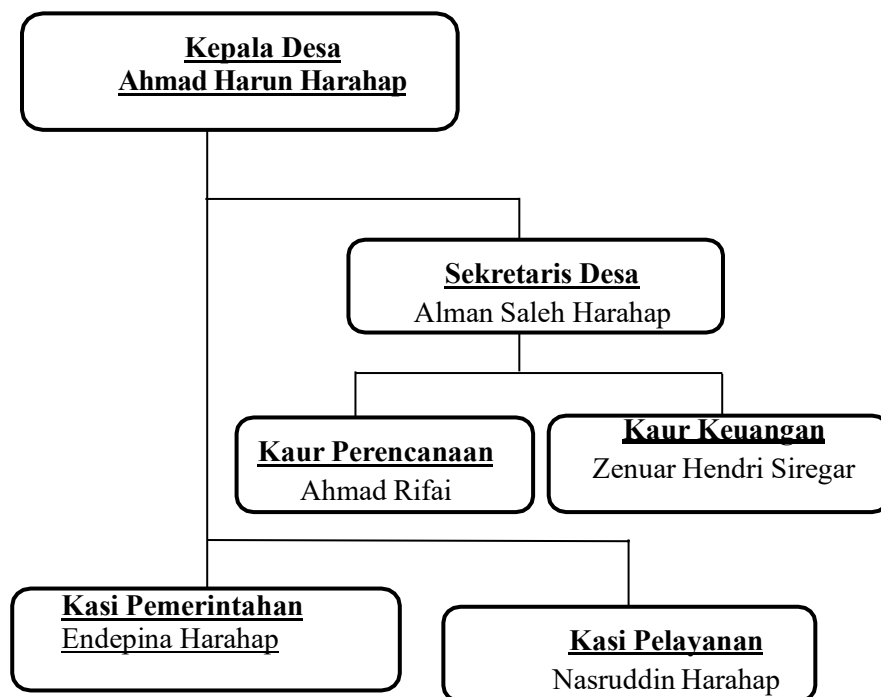 Kepala Desa
Ahmad Harun Harahap
Sekretaris Desa
Alman Saleh Harahap
Kaur Perencanaan
Ahmad Rifai
Kaur Keuangan
Zenuar Hendri Siregar
Kasi Pemerintahan
Endepina Harahap
Kasi Pelayanan
Nasruddin Harahap